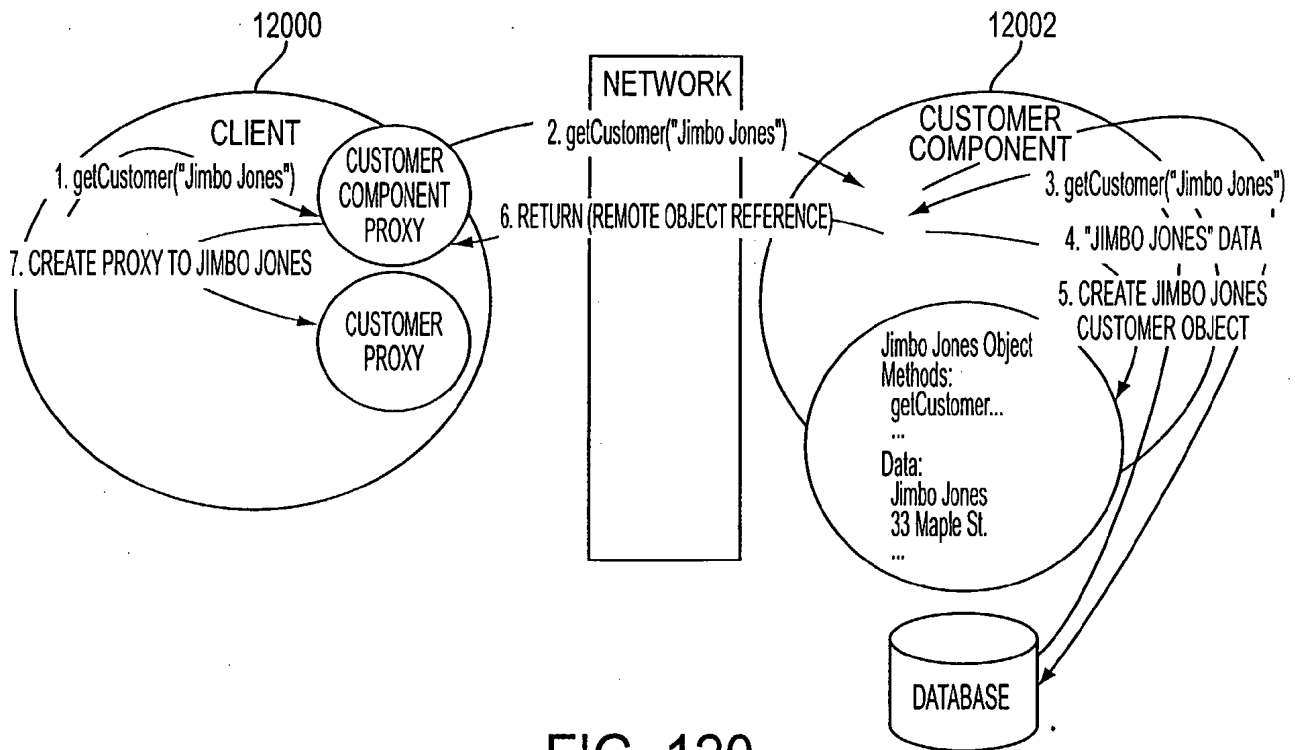 12000
12002
CLIENT
1. getCustomer("Jimbo Jones")
CUSTOMER
COMPONENT
PROXY
7. CREATE PROXY TO JIMBO JONES
CUSTOMER
PROXY
NETWORK
2. getCustomer("Jimbo Jones")
6. RETURN (REMOTE OBJECT REFERENCE)
CUSTOMER
COMPONENT
3. getCustomer("Jimbo Jones")
4. "JIMBO JONES" DATA
5. CREATE JIMBO JONES
CUSTOMER OBJECT
Jimbo Jones Object
Methods:
getCustomer...
...
Data:
Jimbo Jones
33 Maple St.
...
DATABASE
FIG. 120